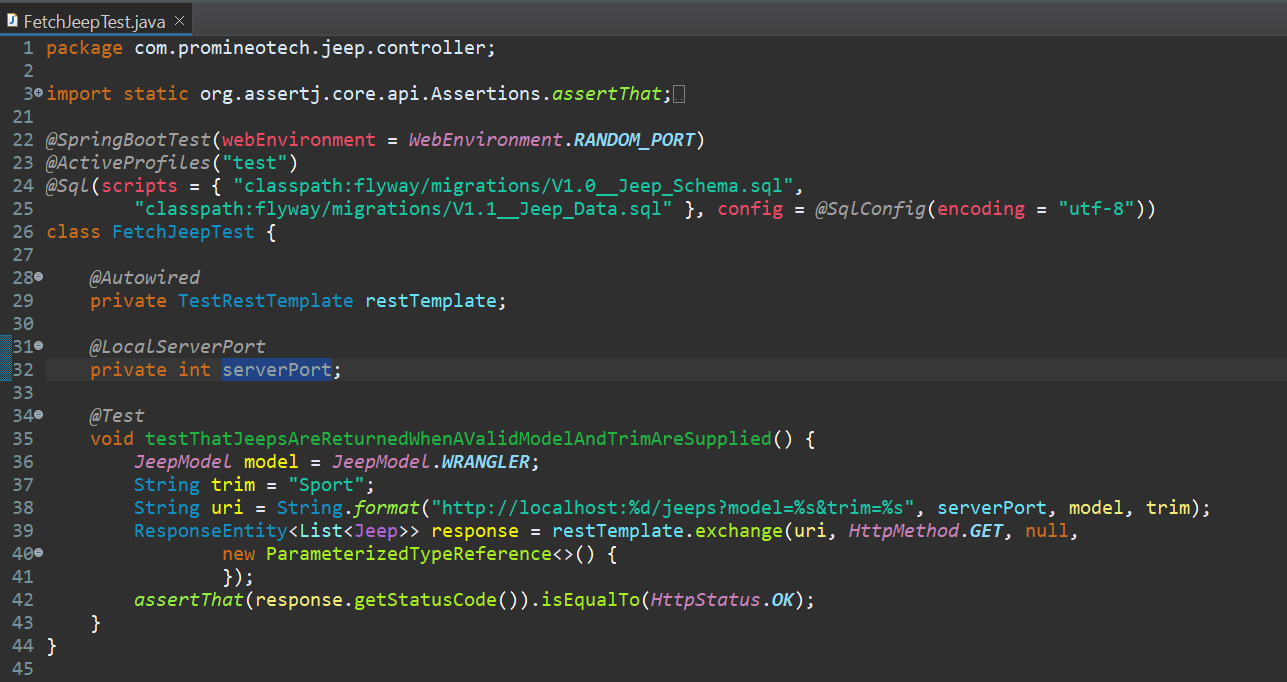 FetchJeepTest.java
1 package com.promineotech.jeep.controller;
2
3 import static org.assertj.core.api.Assertions.assertThat;
21
22 @SpringBootTest(webEnvironment = WebEnvironment.RANDOM_PORT)
23 @ActiveProfiles("test")
24 @Sql(scripts = { "classpath:flyway/migrations/V1.0__Jeep_Schema.sql",
25         "classpath:flyway/migrations/V1.1__Jeep_Data.sql" }, config = @SqlConfig(encoding = "utf-8"))
26 class FetchJeepTest {
27
28     @Autowired
29     private TestRestTemplate restTemplate;
30
31     @LocalServerPort
32     private int serverPort;
33
34     @Test
35     void testThatJeepsAreReturnedWhenAValidModelAndTrimAreSupplied() {
36         JeepModel model = JeepModel.WRANGLER;
37         String trim = "Sport";
38         String uri = String.format("http://localhost:%d/jeeps?model=%s&trim=%s", serverPort, model, trim);
39         ResponseEntity<List<Jeep>> response = restTemplate.exchange(uri, HttpMethod.GET, null,
40                 new ParameterizedTypeReference<>() {
41                 });
42         assertThat(response.getStatusCode()).isEqualTo(HttpStatus.OK);
43     }
44 }
45